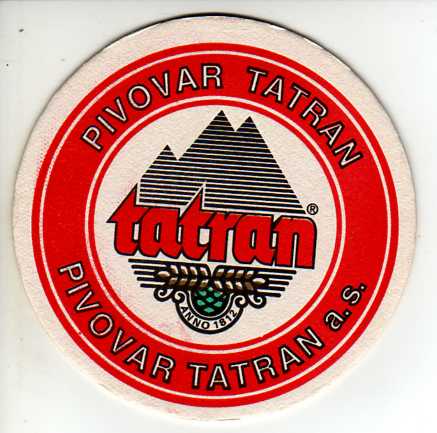 PIVOVAR TATRAN
tatran®
ANNO 1812
PIVOVAR TATRAN a.s.